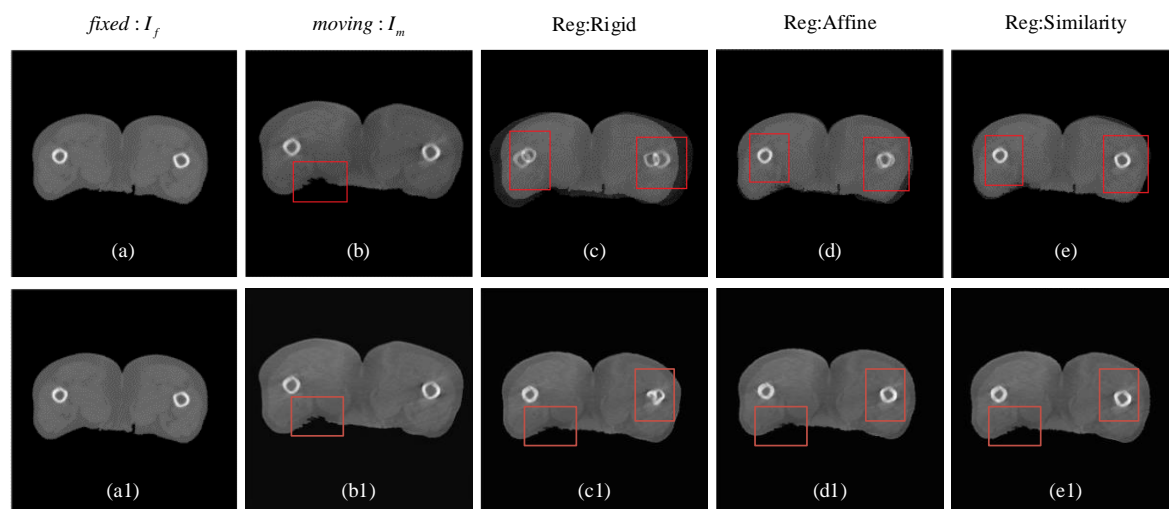 fixed : I_f moving : I_m Reg:Rigid Reg:Affine Reg:Similarity
(a) (b) (c) (d) (e)
(a1) (b1) (c1) (d1) (e1)